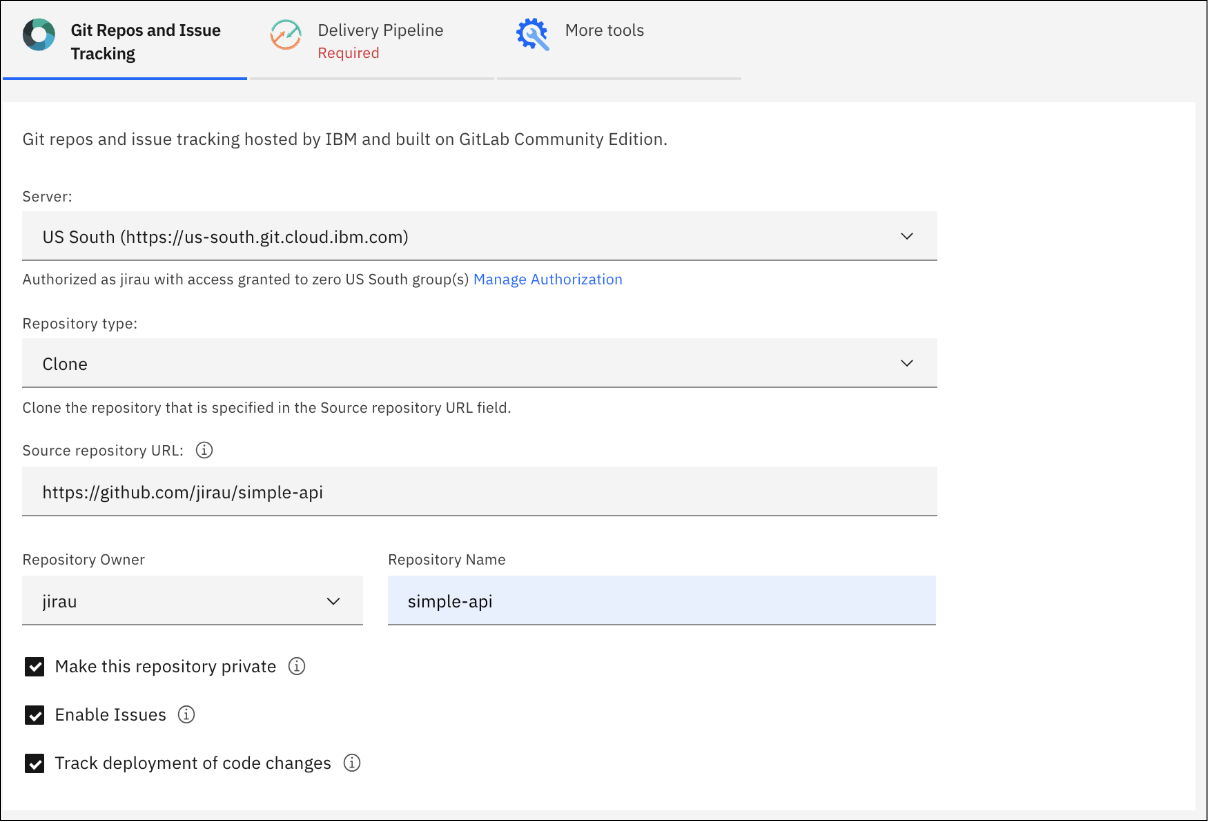 Git Repos and Issue
Tracking
Delivery Pipeline
Required
More tools
Git repos and issue tracking hosted by IBM and built on GitLab Community Edition.
Server:
US South (https://us-south.git.cloud.ibm.com)
Authorized as jirau with access granted to zero US South group(s) Manage Authorization
Repository type:
Clone
Clone the repository that is specified in the Source repository URL field.
Source repository URL:
https://github.com/jirau/simple-api
Repository Owner
Repository Name
jirau
simple-api
Make this repository private
Enable Issues
Track deployment of code changes